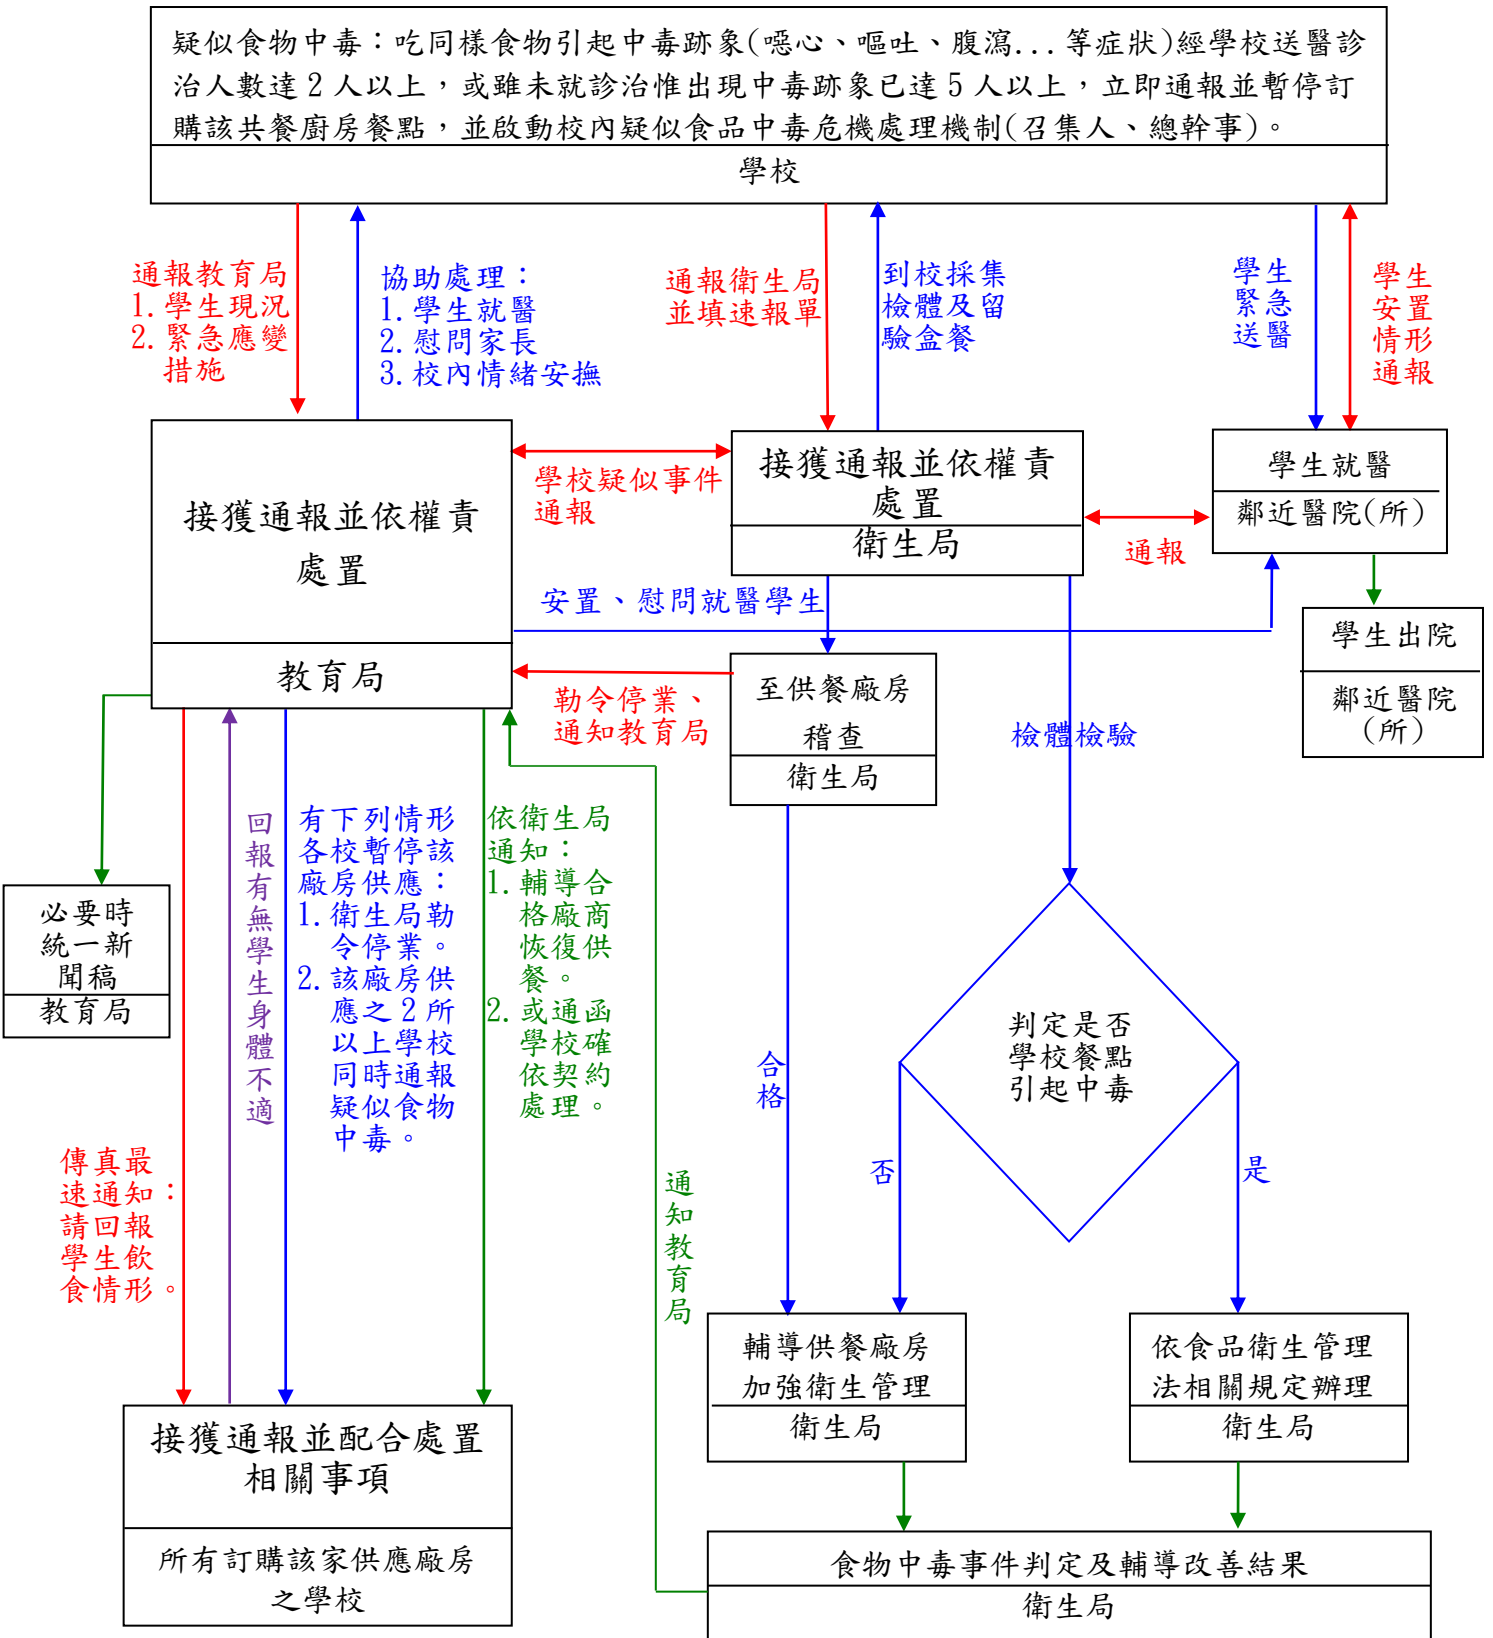 疑似食物中毒：吃同樣食物引起中毒跡象(噁心、嘔吐、腹瀉...等症狀)經學校送醫診
治人數達2人以上，或雖未就診治惟出現中毒跡象已達5人以上，立即通報並暫停訂
購該共餐廚房餐點，並啟動校內疑似食品中毒危機處理機制(召集人、總幹事)。
學校
通報教育局
1.學生現況
2.緊急應變
措施
協助處理：
1.學生就醫
2.慰問家長
3.校內情緒安撫
通報衛生局
並填速報單
到校採集
檢體及留
驗盒餐
學生
緊急
送醫
學生
安置
情形
通報
接獲通報並依權責
處置
教育局
學校疑似事件
通報
接獲通報並依權責
處置
衛生局
通報
學生就醫
鄰近醫院(所)
安置、慰問就醫學生
學生出院
鄰近醫院
(所)
勒令停業、
通知教育局
至供餐廠房
稽查
衛生局
檢體檢驗
必要時
統一新
聞稿
教育局
傳真最
速通知：
請回報
學生飲
食情形。
回報有無學生身體不適
有下列情形
各校暫停該
廠房供應：
1.衛生局勒
令停業。
2.該廠房供
應之2所
以上學校
同時通報
疑似食物
中毒。
依衛生局
通知：
1.輔導合
格廠商
恢復供
餐。
2.或通函
學校確
依契約
處理。
通知教育局
合格
判定是否
學校餐點
引起中毒
否
是
輔導供餐廠房
加強衛生管理
衛生局
依食品衛生管理
法相關規定辦理
衛生局
接獲通報並配合處置
相關事項
所有訂購該家供應廠房
之學校
食物中毒事件判定及輔導改善結果
衛生局